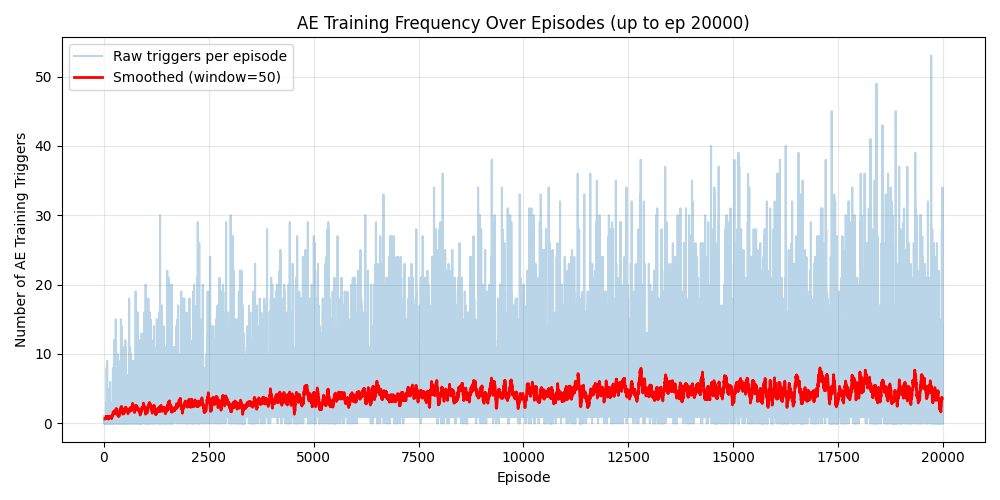 AE Training Frequency Over Episodes (up to ep 20000)
Raw triggers per episode
Smoothed (window=50)
Number of AE Training Triggers
50
40
30
20
10
0
0 2500 5000 7500 10000 12500 15000 17500 20000
Episode